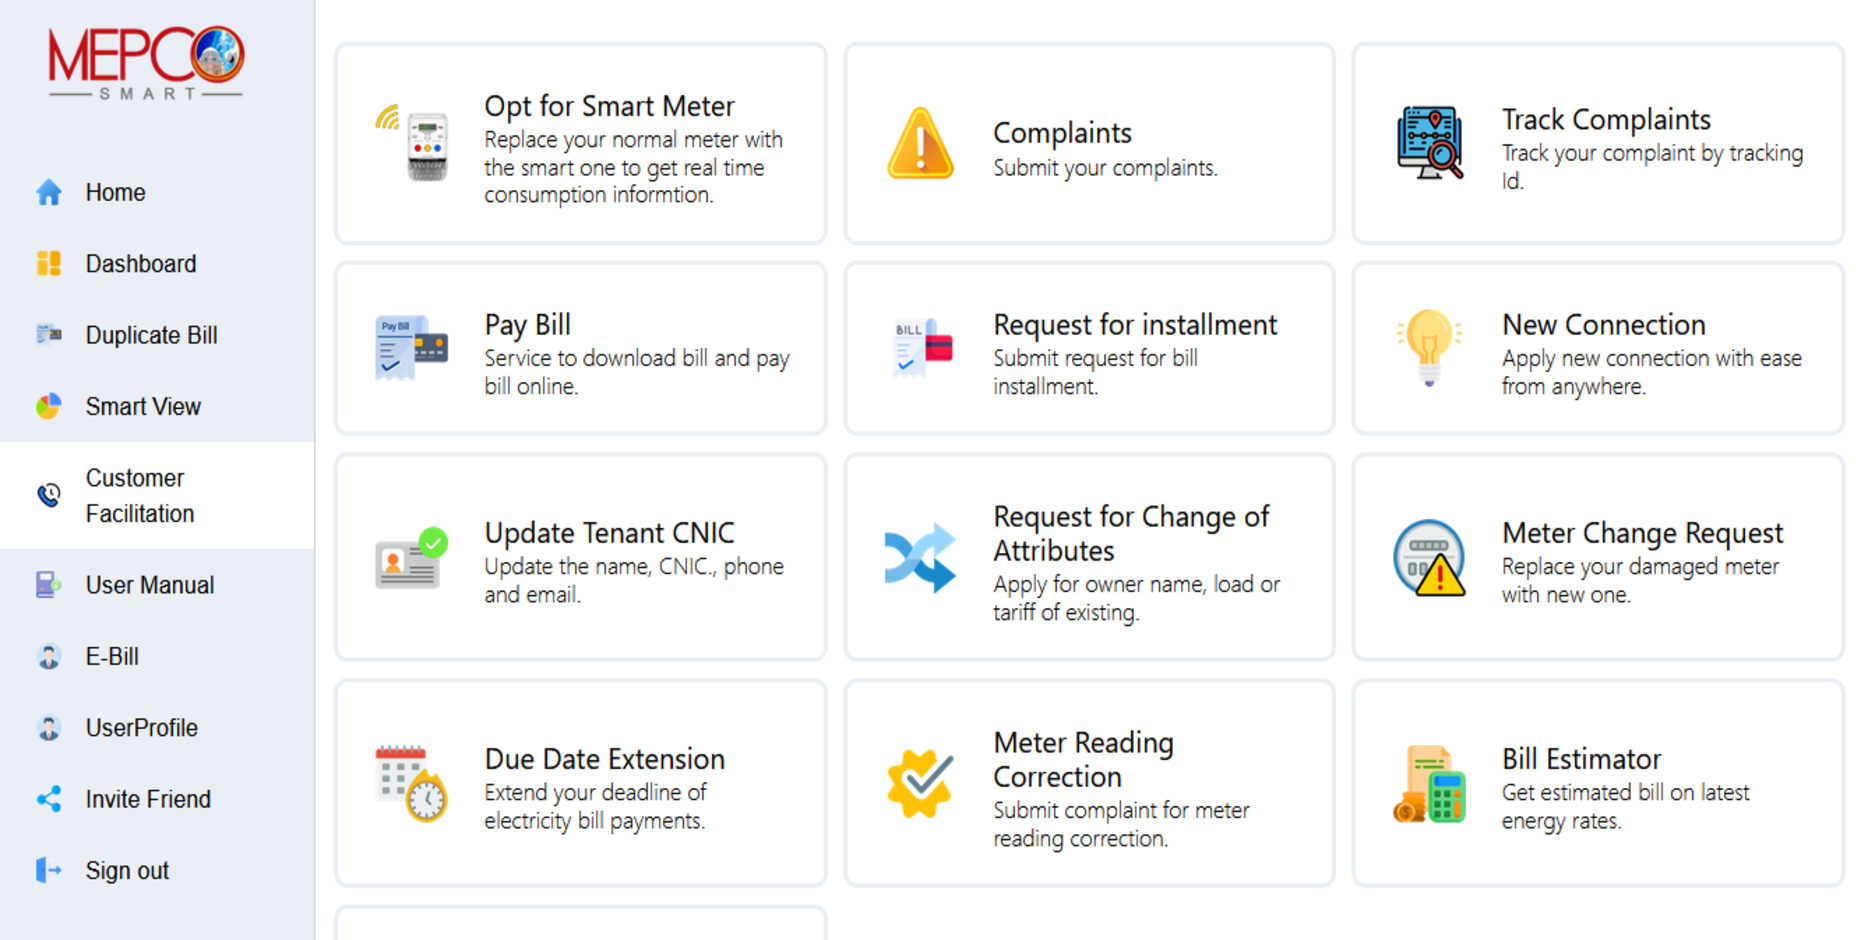 MEPCO
SMART
Home
Dashboard
Duplicate Bill
Smart View
Customer
Facilitation
User Manual
E-Bill
UserProfile
Invite Friend
Sign out
Opt for Smart Meter
Replace your normal meter with
the smart one to get real time
consumption informtion.
Complaints
Submit your complaints.
Track Complaints
Track your complaint by tracking
Id.
Pay Bill
Pay Bill
Service to download bill and pay
bill online.
BILL
Request for installment
Submit request for bill
installment.
New Connection
Apply new connection with ease
from anywhere.
Update Tenant CNIC
Update the name, CNIC., phone
and email.
Request for Change of
Attributes
Apply for owner name, load or
tariff of existing.
Meter Change Request
Replace your damaged meter
with new one.
Due Date Extension
Extend your deadline of
electricity bill payments.
Meter Reading
Correction
Submit complaint for meter
reading correction.
Bill Estimator
Get estimated bill on latest
energy rates.